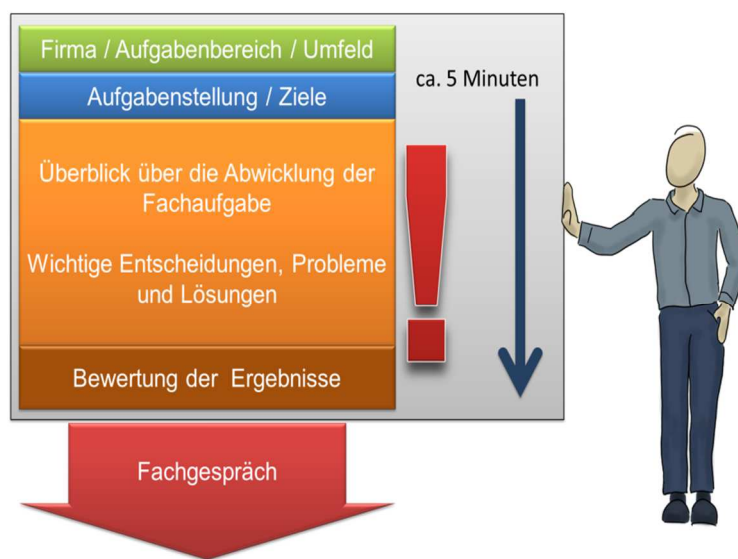 Firma / Aufgabenbereich / Umfeld
Aufgabenstellung / Ziele
ca. 5 Minuten
Überblick über die Abwicklung der
Fachaufgabe
Wichtige Entscheidungen, Probleme
und Lösungen
!
Bewertung der Ergebnisse
Fachgespräch